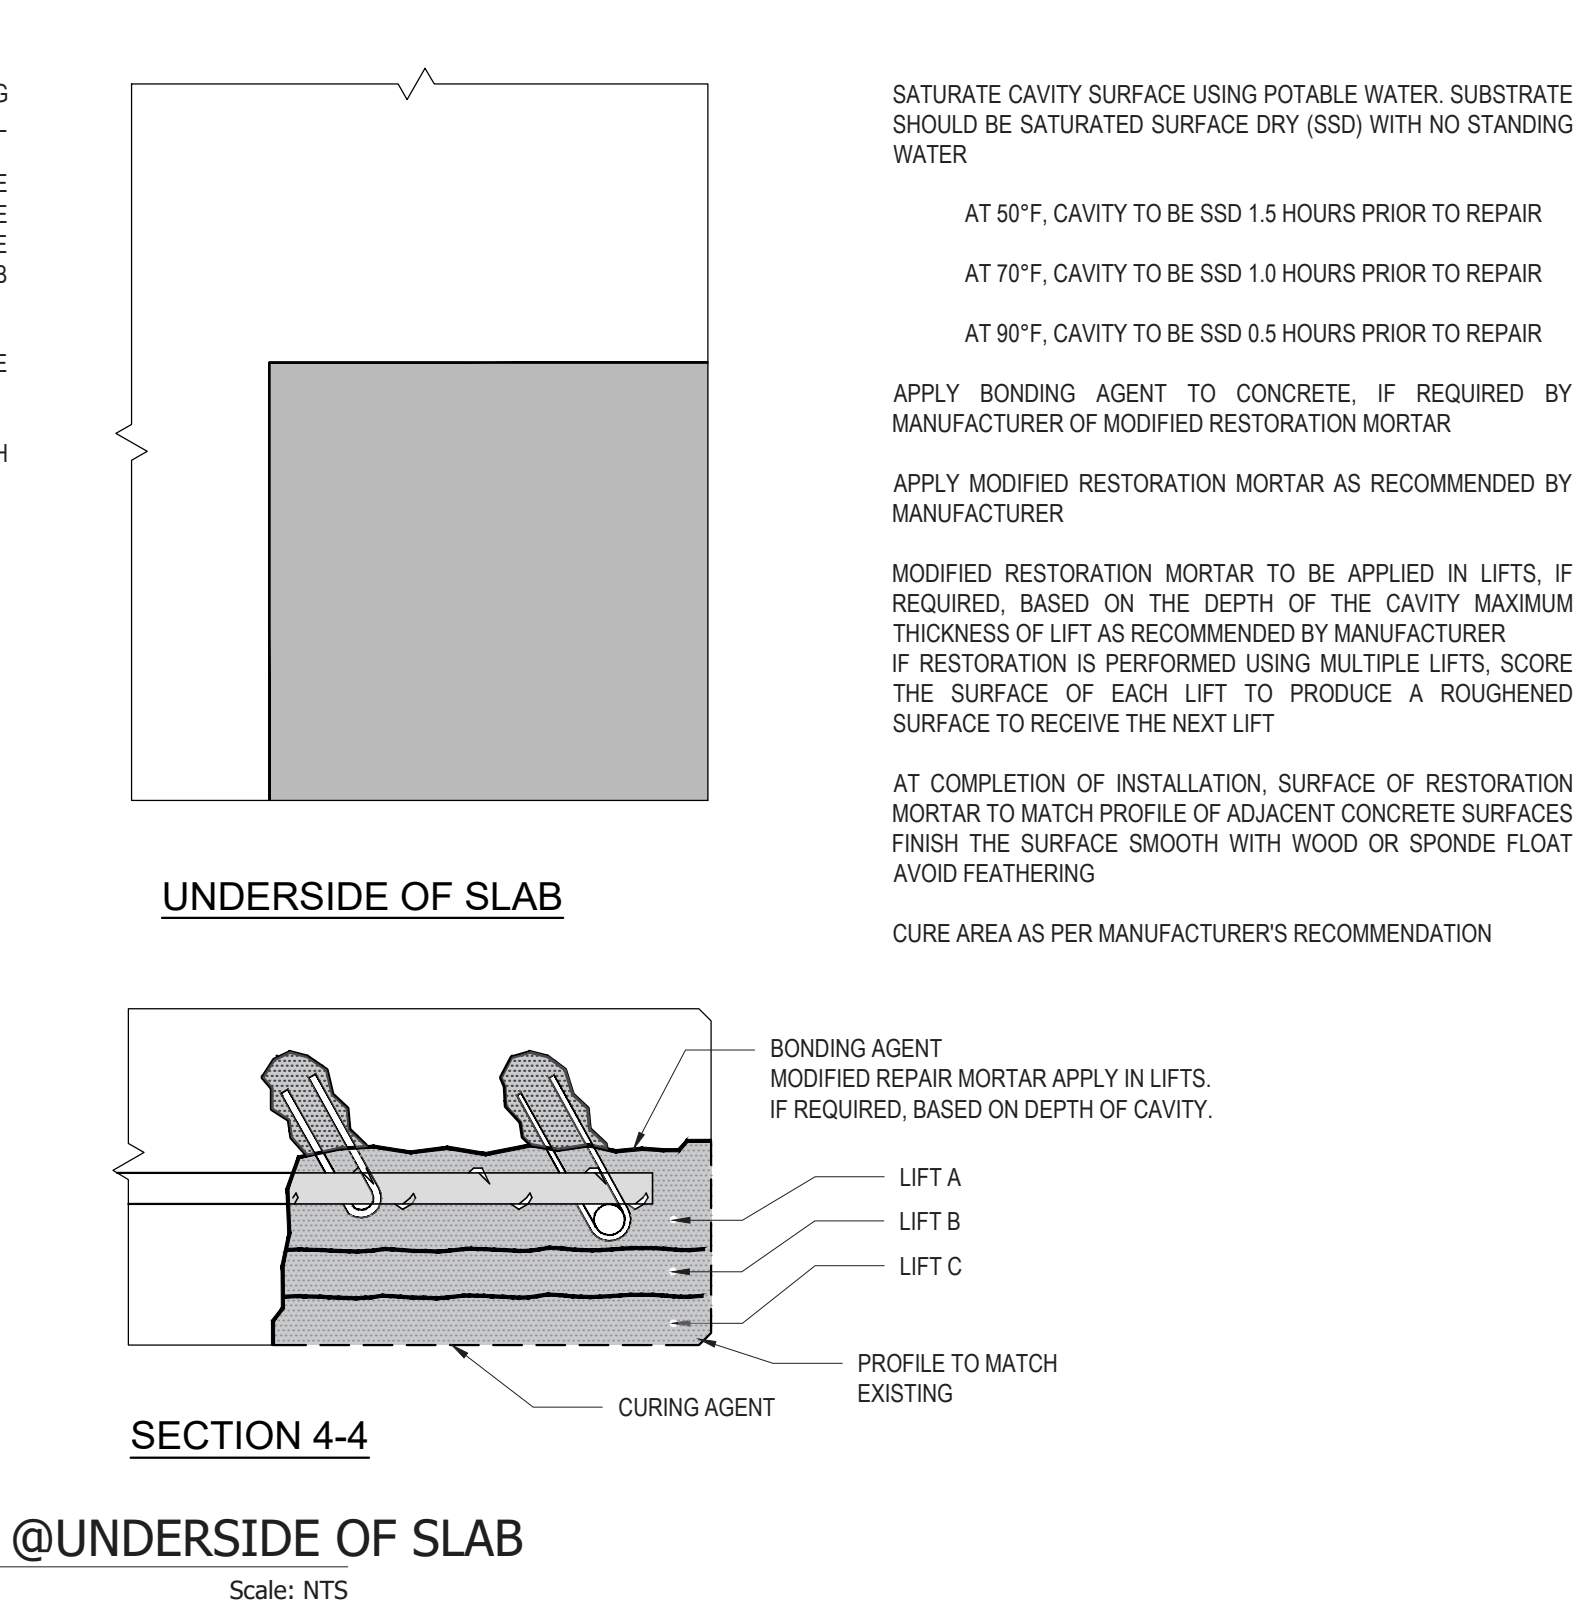 SATURATE CAVITY SURFACE USING POTABLE WATER. SUBSTRATE
SHOULD BE SATURATED SURFACE DRY (SSD) WITH NO STANDING
WATER
AT 50°F, CAVITY TO BE SSD 1.5 HOURS PRIOR TO REPAIR
AT 70°F, CAVITY TO BE SSD 1.0 HOURS PRIOR TO REPAIR
AT 90°F, CAVITY TO BE SSD 0.5 HOURS PRIOR TO REPAIR
APPLY BONDING AGENT TO CONCRETE, IF REQUIRED BY
MANUFACTURER OF MODIFIED RESTORATION MORTAR
APPLY MODIFIED RESTORATION MORTAR AS RECOMMENDED BY
MANUFACTURER
MODIFIED RESTORATION MORTAR TO BE APPLIED IN LIFTS, IF
REQUIRED, BASED ON THE DEPTH OF THE CAVITY MAXIMUM
THICKNESS OF LIFT AS RECOMMENDED BY MANUFACTURER
IF RESTORATION IS PERFORMED USING MULTIPLE LIFTS, SCORE
THE SURFACE OF EACH LIFT TO PRODUCE A ROUGHENED
SURFACE TO RECEIVE THE NEXT LIFT
AT COMPLETION OF INSTALLATION, SURFACE OF RESTORATION
MORTAR TO MATCH PROFILE OF ADJACENT CONCRETE SURFACES
FINISH THE SURFACE SMOOTH WITH WOOD OR SPONDE FLOAT
AVOID FEATHERING
CURE AREA AS PER MANUFACTURER'S RECOMMENDATION
UNDERSIDE OF SLAB
BONDING AGENT
MODIFIED REPAIR MORTAR APPLY IN LIFTS.
IF REQUIRED, BASED ON DEPTH OF CAVITY.
LIFT A
LIFT B
LIFT C
PROFILE TO MATCH
EXISTING
CURING AGENT
SECTION 4-4
@UNDERSIDE OF SLAB
Scale: NTS